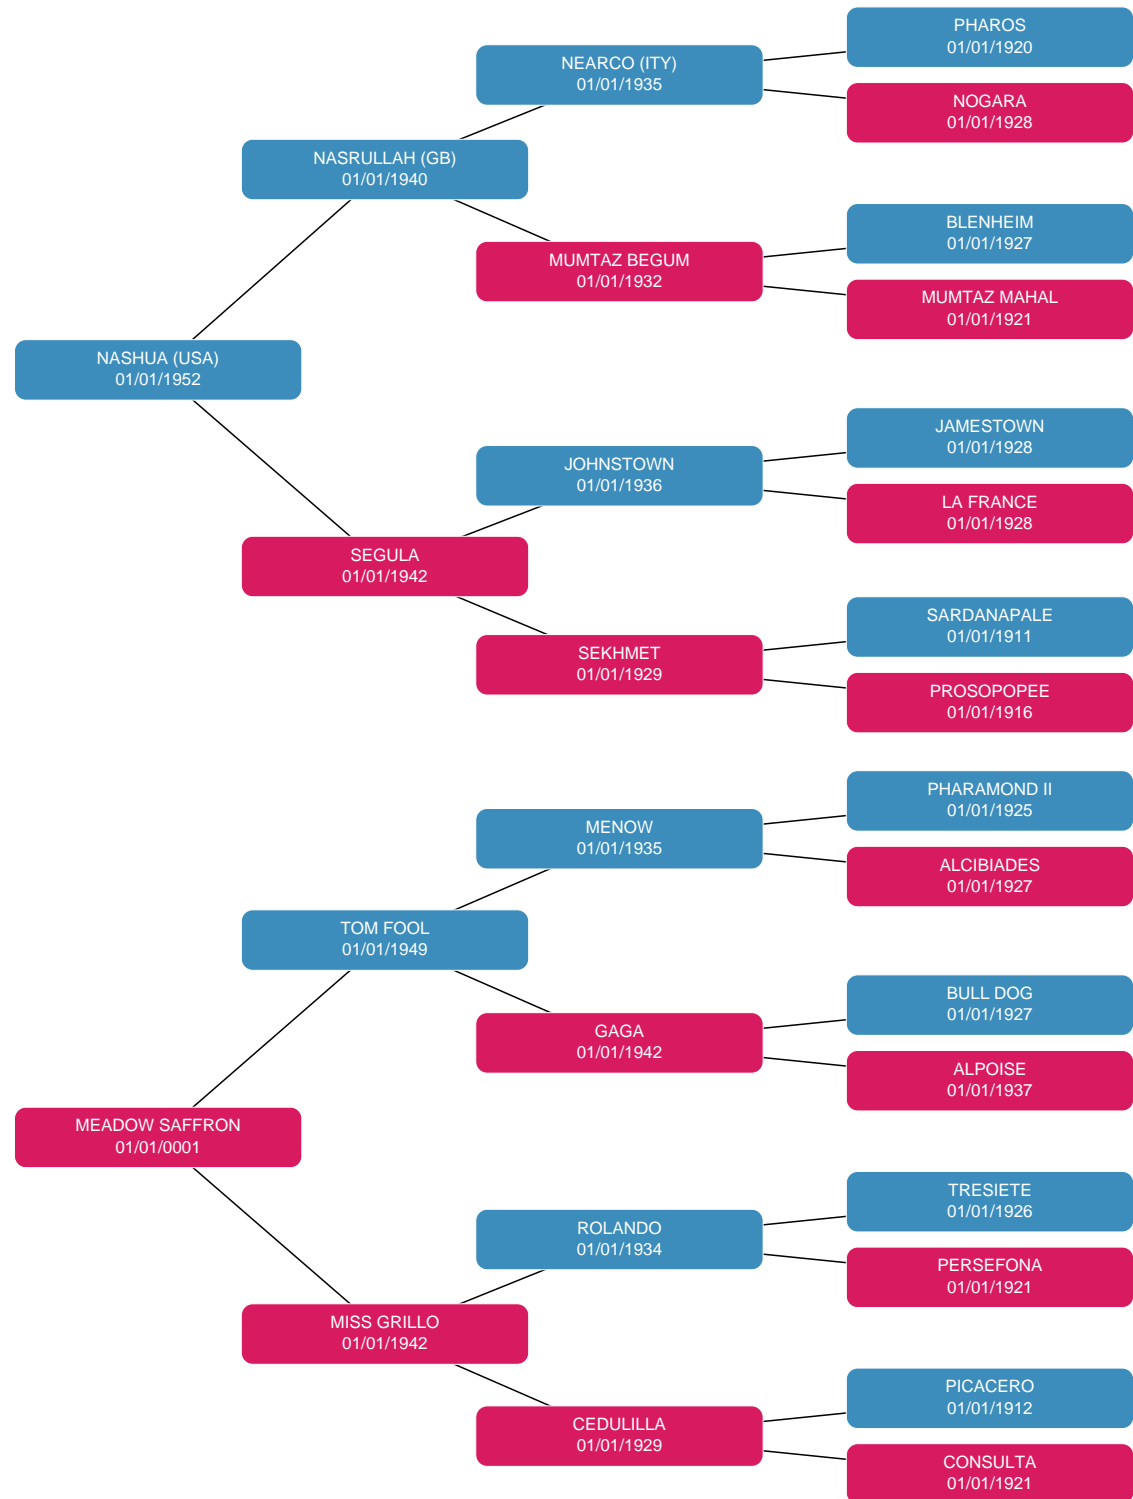 PHAROS
01/01/1920
NEARCO (ITY)
01/01/1935
NOGARA
01/01/1928
NASRULLAH (GB)
01/01/1940
BLENHEIM
01/01/1927
MUMTAZ BEGUM
01/01/1932
MUMTAZ MAHAL
01/01/1921
NASHUA (USA)
01/01/1952
JAMESTOWN
01/01/1928
JOHNSTOWN
01/01/1936
LA FRANCE
01/01/1928
SEGULA
01/01/1942
SARDANAPALE
01/01/1911
SEKHMET
01/01/1929
PROSOPOPEE
01/01/1916
PHARAMOND II
01/01/1925
MENOW
01/01/1935
ALCIBIADES
01/01/1927
TOM FOOL
01/01/1949
BULL DOG
01/01/1927
GAGA
01/01/1942
ALPOISE
01/01/1937
MEADOW SAFFRON
01/01/0001
TRESIETE
01/01/1926
ROLANDO
01/01/1934
PERSEFONA
01/01/1921
MISS GRILLO
01/01/1942
PICACERO
01/01/1912
CEDULILLA
01/01/1929
CONSULTA
01/01/1921